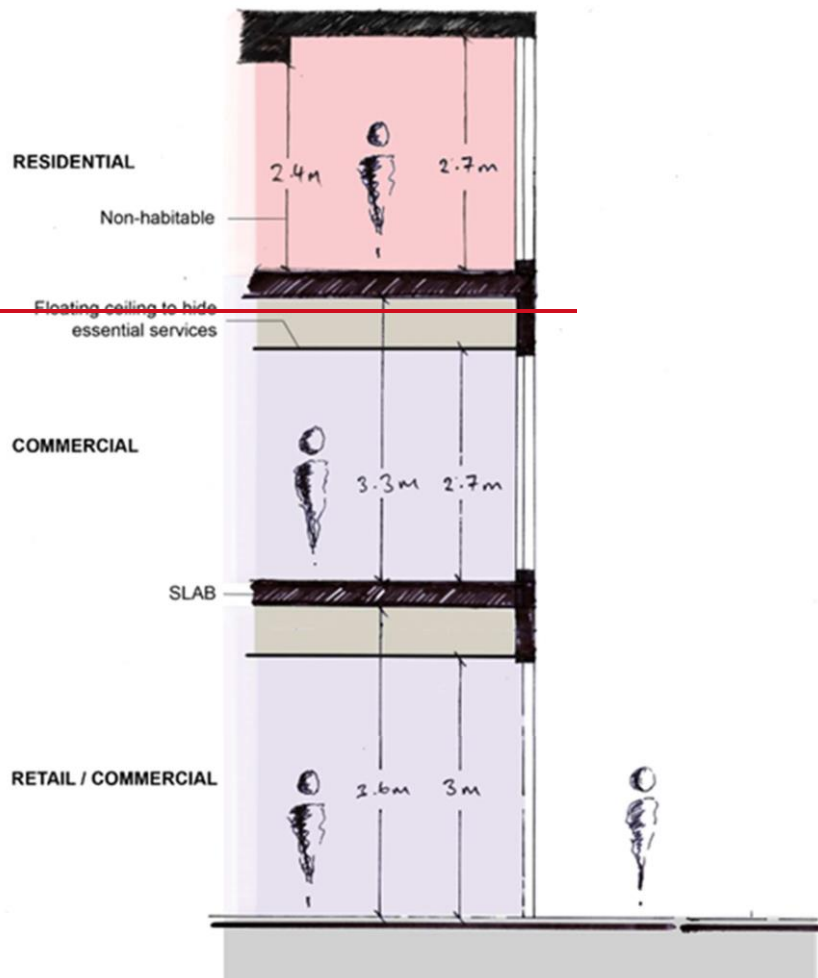 RESIDENTIAL
2.4m
2.7m
Non-habitable
Floating ceiling to hide
essential services
COMMERCIAL
3.3m
2.7m
SLAB
RETAIL / COMMERCIAL
3.6m
3m